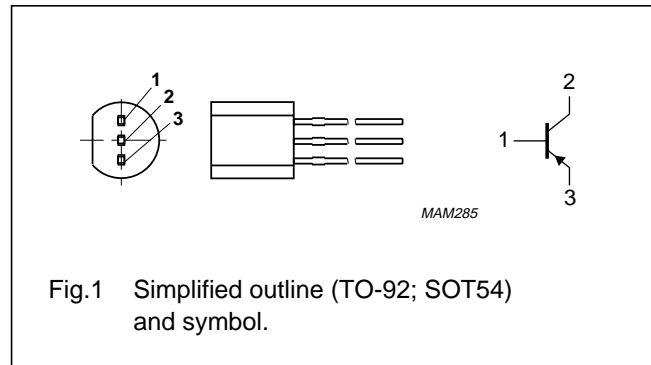 1
2
3
MAM285
1
2
3
Fig.1 Simplified outline (TO-92; SOT54)
and symbol.